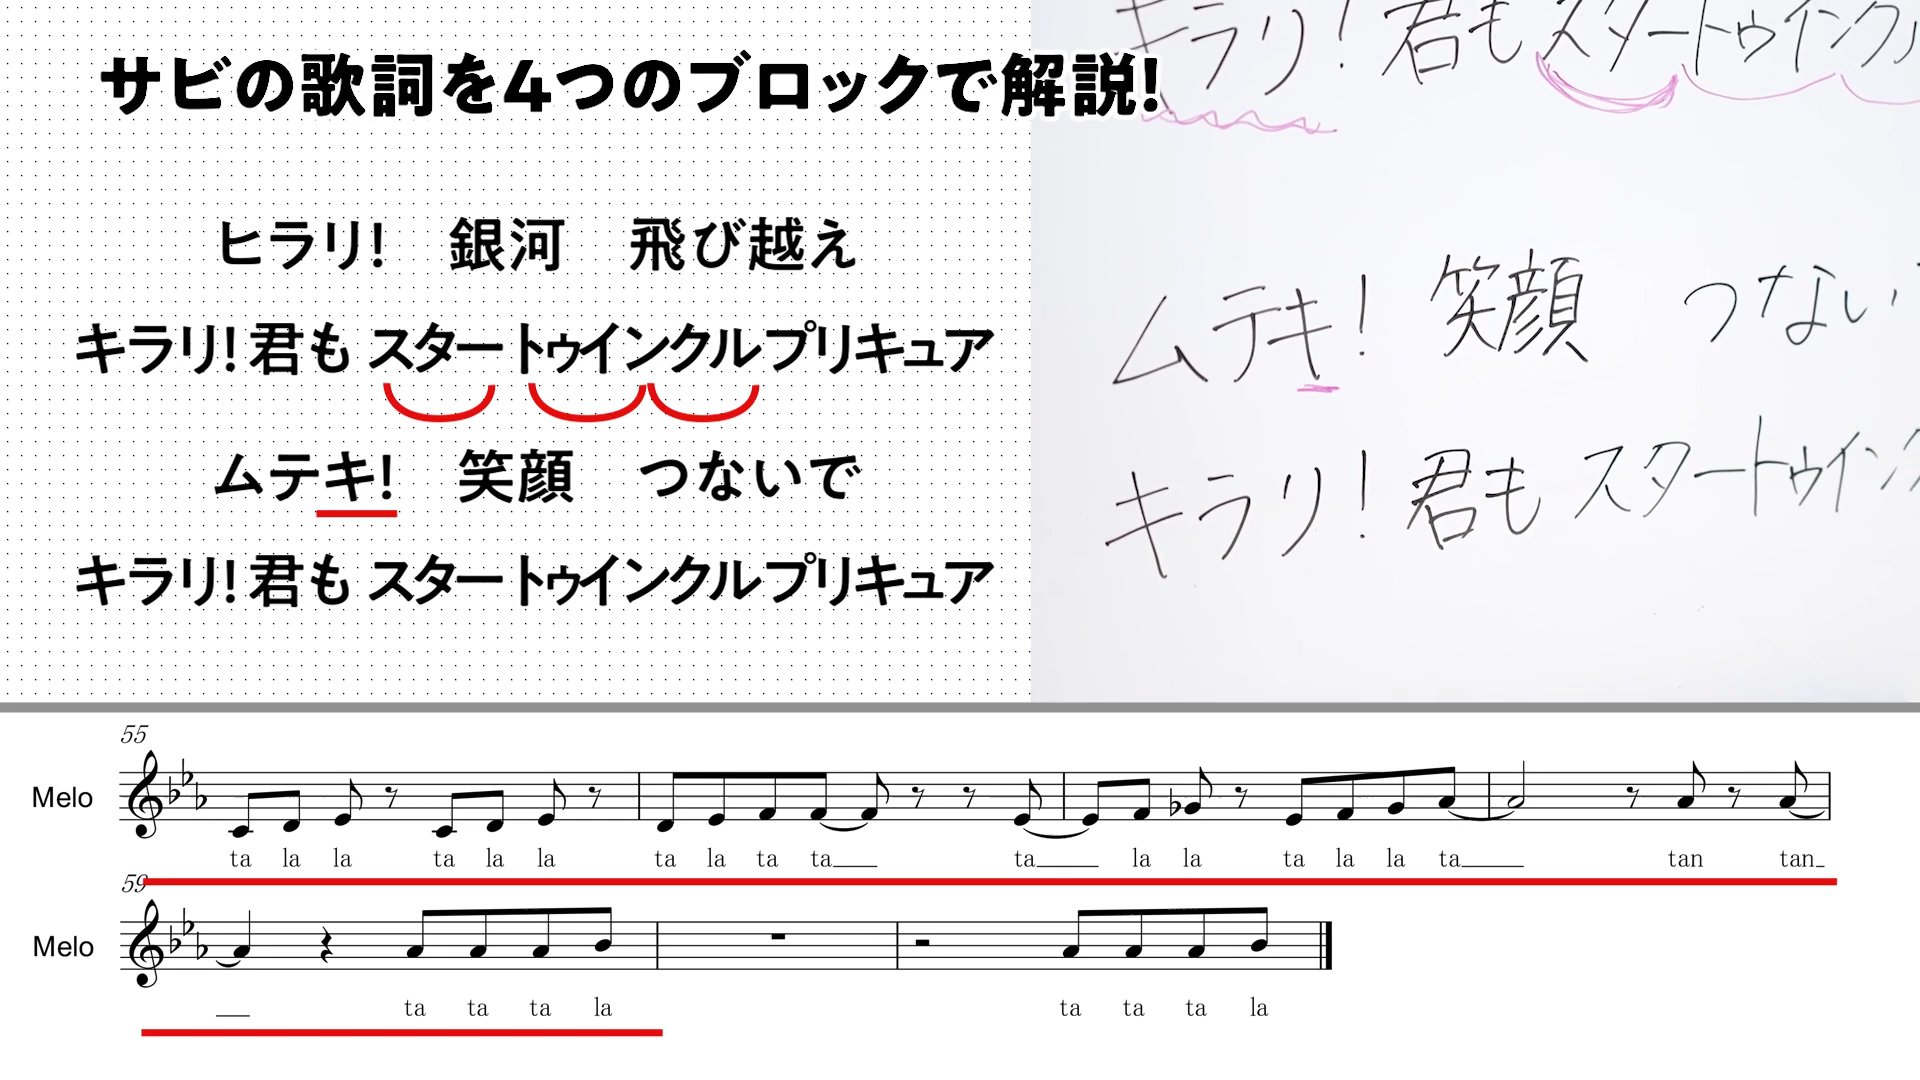 サビの歌詞を4つのブロックで解説!
ヒラリ! 銀河 飛び越え
キラリ! 君も スタートゥインクルプリキュア
ムテキ! 笑顔 つないで
キラリ! 君も スタートゥインクルプリキュア
キラリ! 君も スタートゥインクル
ムテキ! 笑顔 つない
キラリ! 君も スタートゥインク
55
Melo
ta la la ta la la ta la ta ta ta la la ta la la ta tan tan
59
Melo
ta ta ta la ta ta ta la